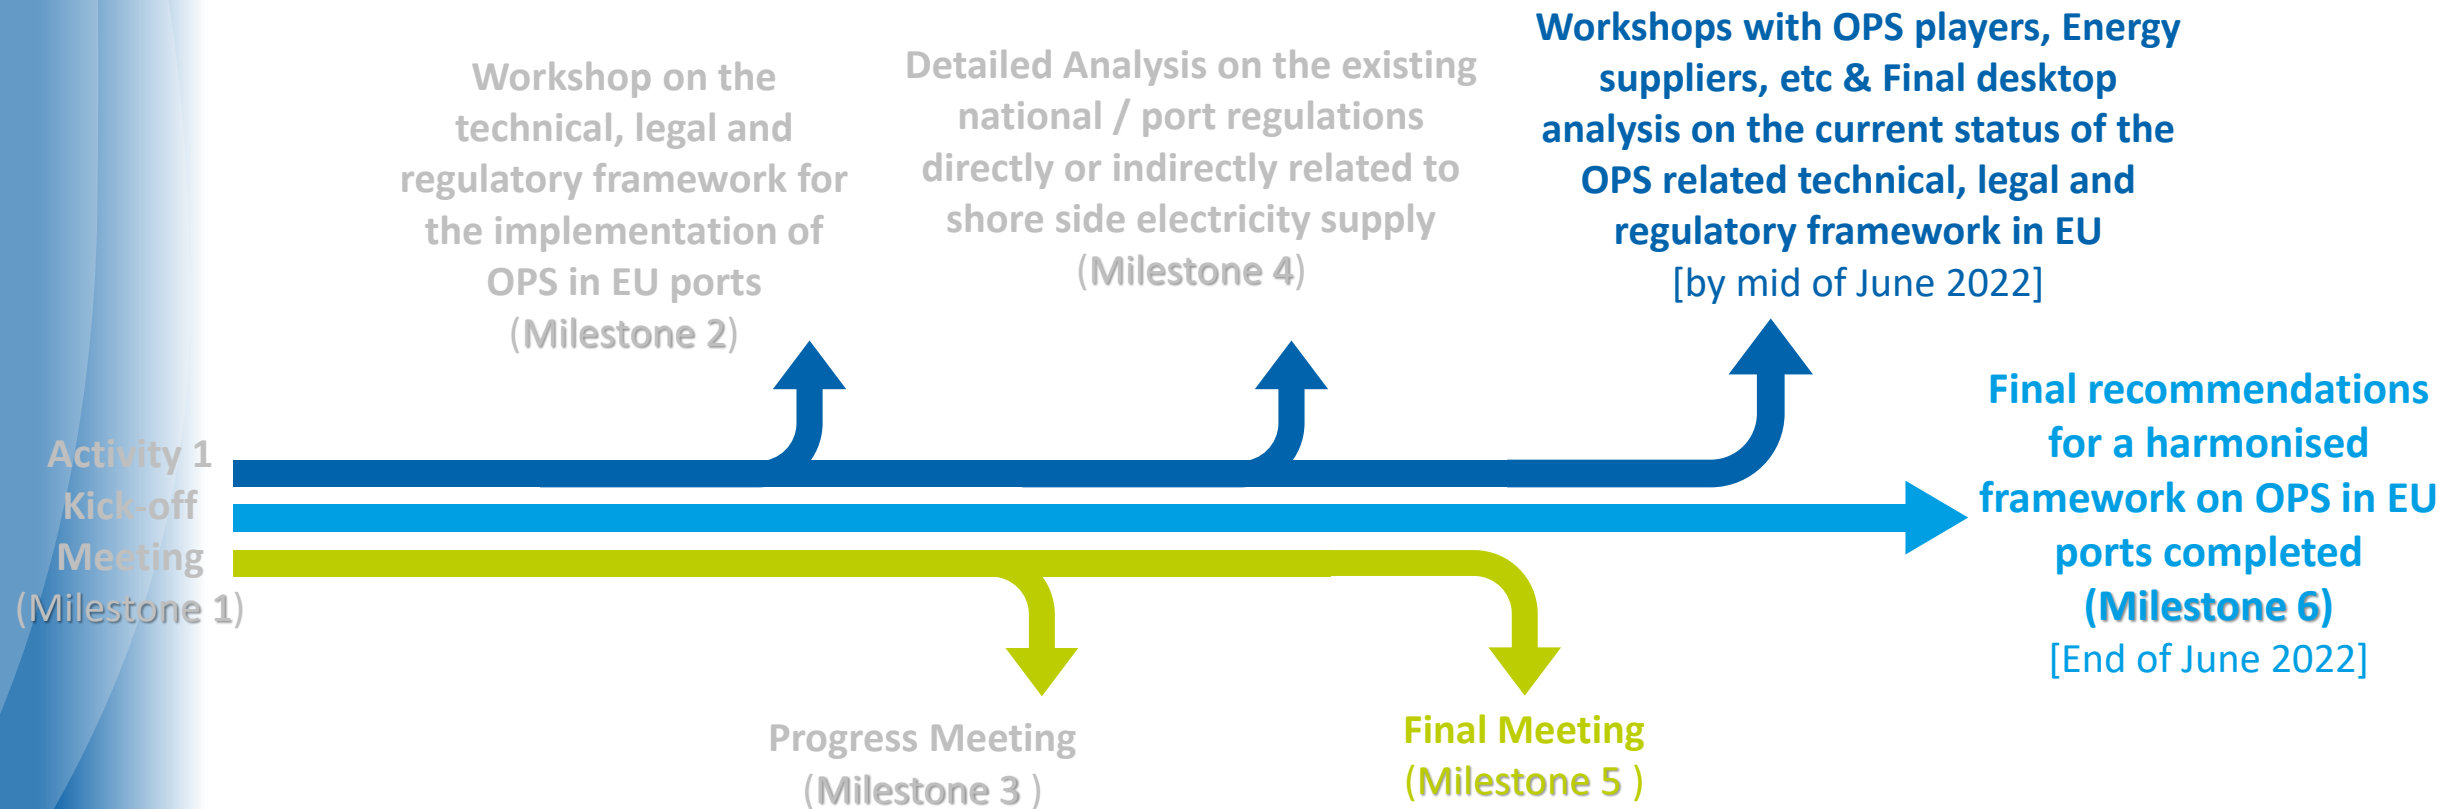 Activity 1
Kick-off
Meeting
(Milestone 1)
Workshop on the
technical, legal and
regulatory framework for
the implementation of
OPS in EU ports
(Milestone 2)
Detailed Analysis on the existing
national / port regulations
directly or indirectly related to
shore side electricity supply
(Milestone 4)
Workshops with OPS players, Energy
suppliers, etc & Final desktop
analysis on the current status of the
OPS related technical, legal and
regulatory framework in EU
[by mid of June 2022]
Final recommendations
for a harmonised
framework on OPS in EU
ports completed
(Milestone 6)
[End of June 2022]
Progress Meeting
(Milestone 3 )
Final Meeting
(Milestone 5 )